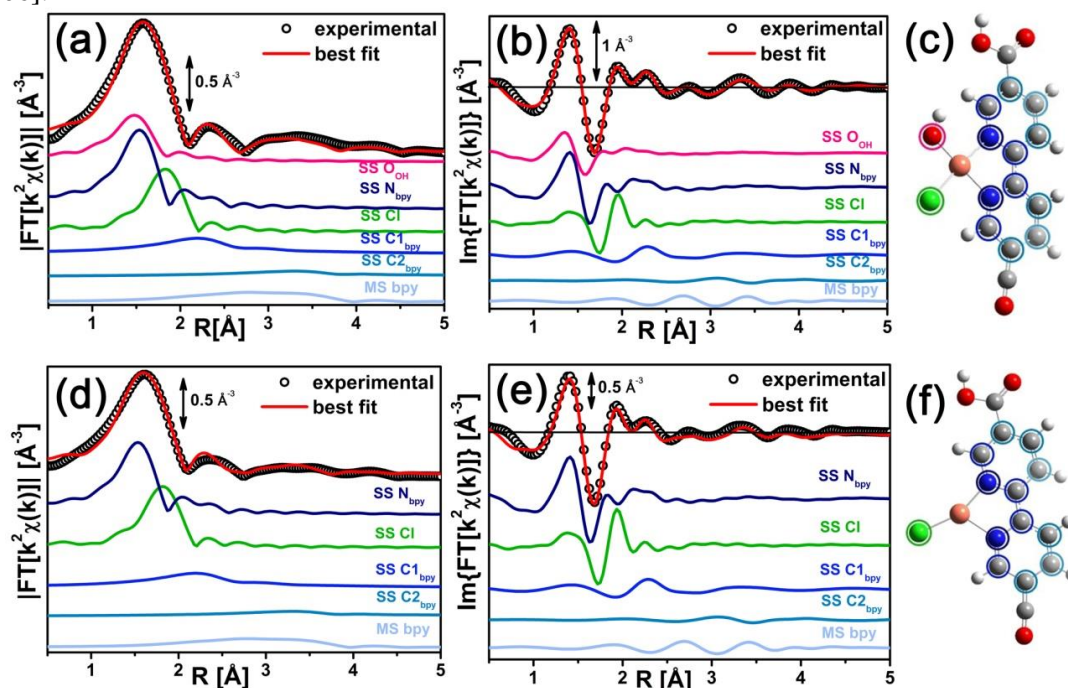 (a)
experimental
best fit
0.5 Å⁻³
SS O_OH
SS N_bpy
SS Cl
SS C1_bpy
SS C2_bpy
MS bpy
|FT[k²χ(k)]| [Å⁻³]
1 2 3 4 5
R[Å]
(b)
experimental
best fit
1 Å⁻³
SS O_OH
SS N_bpy
SS Cl
SS C1_bpy
SS C2_bpy
MS bpy
Im{FT[k²χ(k)]} [Å⁻³]
1 2 3 4 5
R [Å]
(c)
(d)
experimental
best fit
0.5 Å⁻³
SS N_bpy
SS Cl
SS C1_bpy
SS C2_bpy
MS bpy
|FT[k²χ(k)]| [Å⁻³]
1 2 3 4 5
R [Å]
(e)
experimental
best fit
0.5 Å⁻³
SS N_bpy
SS Cl
SS C1_bpy
SS C2_bpy
MS bpy
Im{FT[k²χ(k)]} [Å⁻³]
1 2 3 4 5
R [Å]
(f)